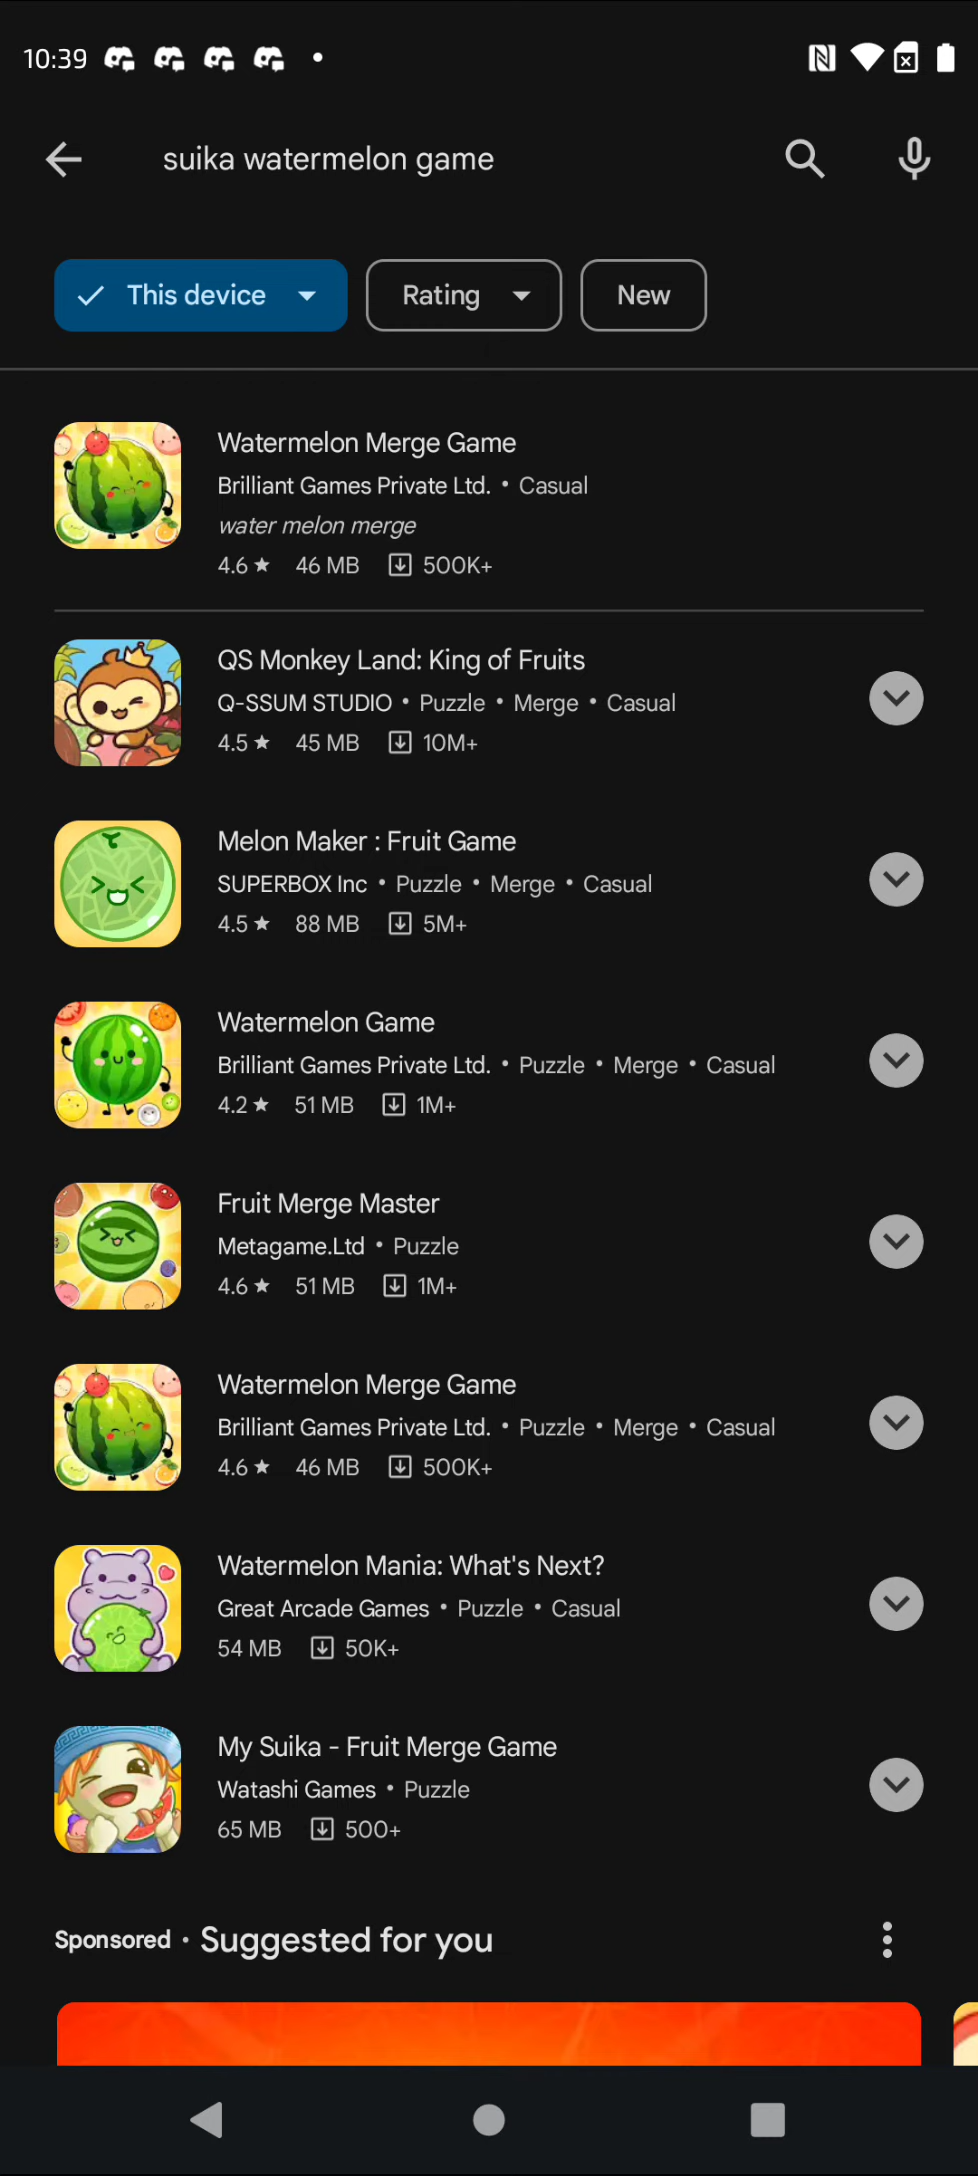 10:39
suika watermelon game
This device
Rating
New
Watermelon Merge Game
Brilliant Games Private Ltd. • Casual
water melon merge
4.6 ★ 46 MB 500K+
QS Monkey Land: King of Fruits
Q-SSUM STUDIO • Puzzle • Merge • Casual
4.5 ★ 45 MB 10M+
Melon Maker : Fruit Game
SUPERBOX Inc • Puzzle • Merge • Casual
4.5 ★ 88 MB 5M+
Watermelon Game
Brilliant Games Private Ltd. • Puzzle • Merge • Casual
4.2 ★ 51 MB 1M+
Fruit Merge Master
Metagame.Ltd • Puzzle
4.6 ★ 51 MB 1M+
Watermelon Merge Game
Brilliant Games Private Ltd. • Puzzle • Merge • Casual
4.6 ★ 46 MB 500K+
Watermelon Mania: What's Next?
Great Arcade Games • Puzzle • Casual
54 MB 50K+
My Suika - Fruit Merge Game
Watashi Games • Puzzle
65 MB 500+
Sponsored • Suggested for you